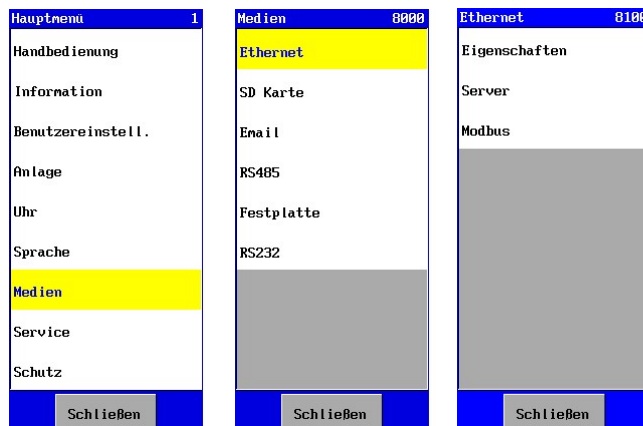 Hauptmenü 1
Handbedienung
Information
Benutzereinstell.
Anlage
Uhr
Sprache
Medien
Service
Schutz
Schließen
Medien 8000
Ethernet
SD Karte
Email
RS485
Festplatte
RS232
Schließen
Ethernet 8100
Eigenschaften
Server
Modbus
Schließen